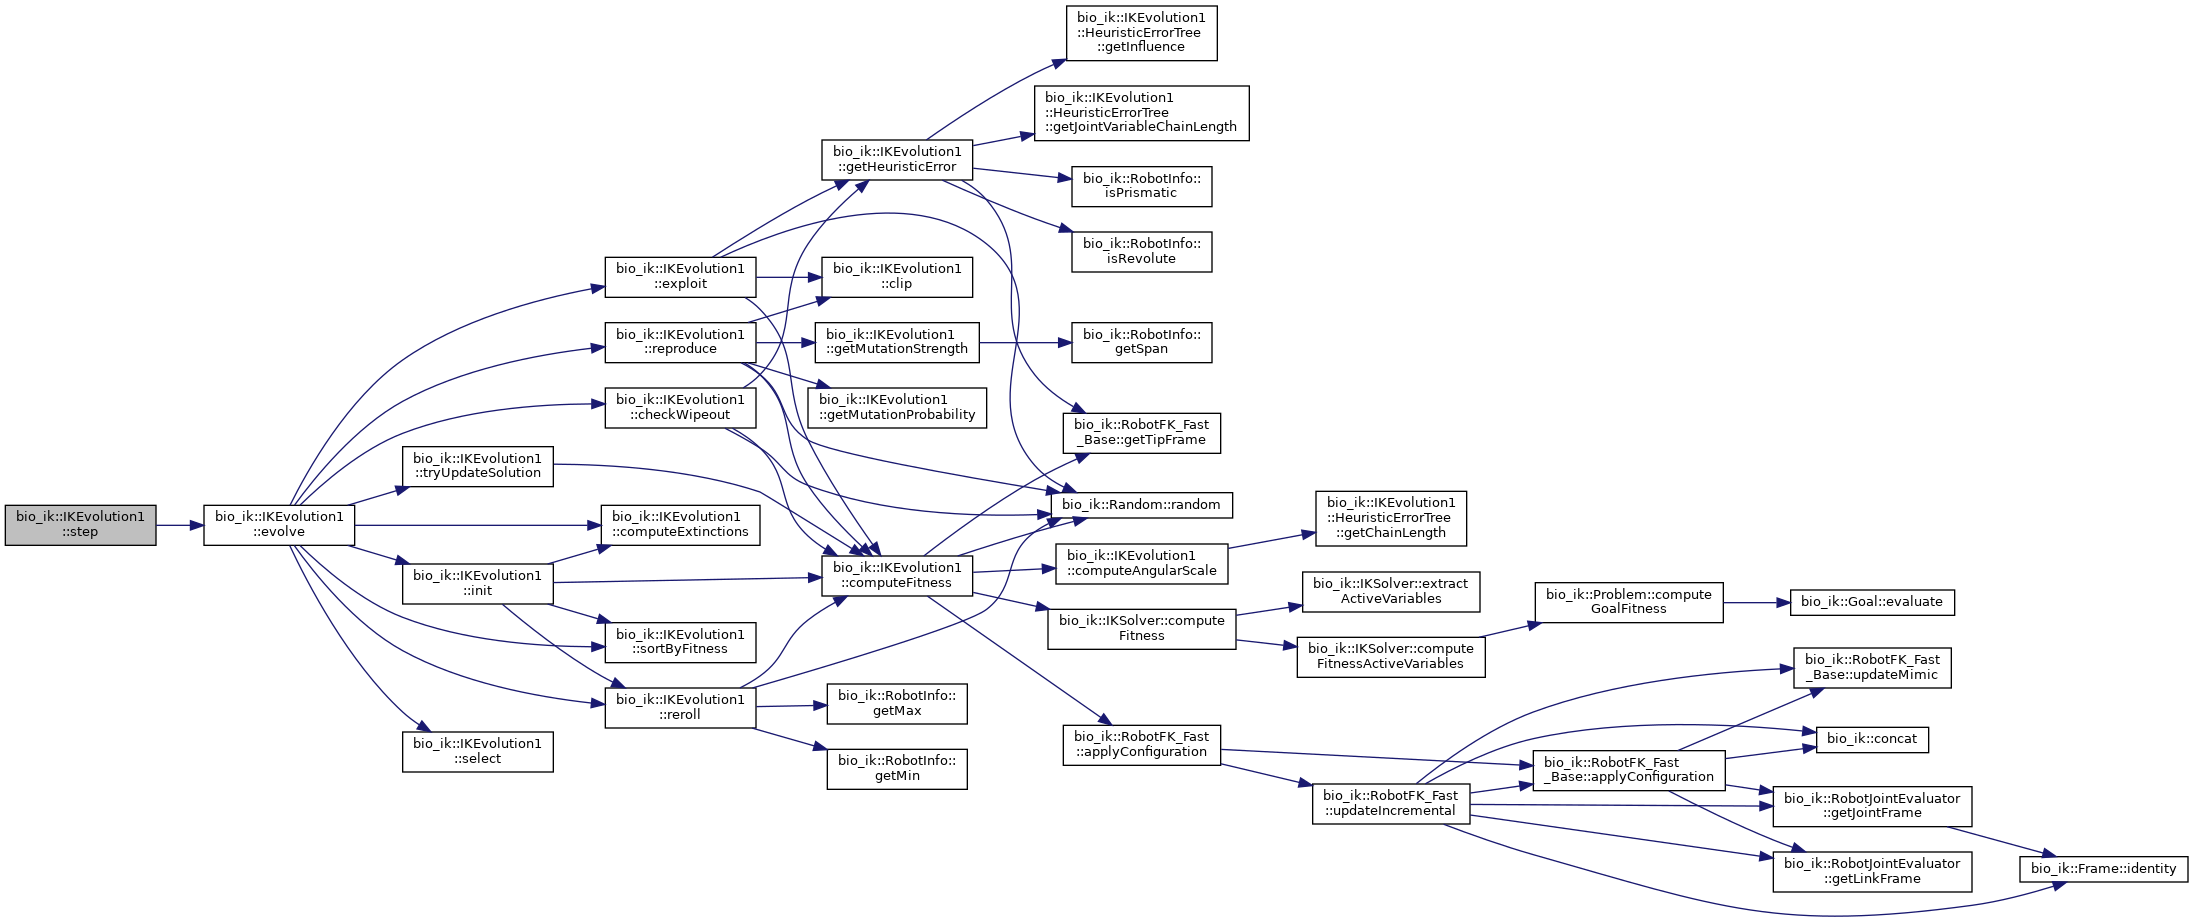 bio_ik::IKEvolution1
::step
bio_ik::IKEvolution1
::evolve
bio_ik::IKEvolution1
::exploit
bio_ik::IKEvolution1
::reproduce
bio_ik::IKEvolution1
::checkWipeout
bio_ik::IKEvolution1
::tryUpdateSolution
bio_ik::IKEvolution1
::computeExtinctions
bio_ik::IKEvolution1
::init
bio_ik::IKEvolution1
::sortByFitness
bio_ik::IKEvolution1
::reroll
bio_ik::IKEvolution1
::select
bio_ik::IKEvolution1
::getHeuristicError
bio_ik::IKEvolution1
::clip
bio_ik::IKEvolution1
::getMutationStrength
bio_ik::IKEvolution1
::getMutationProbability
bio_ik::IKEvolution1
::computeFitness
bio_ik::RobotInfo::
getMax
bio_ik::RobotInfo::
getMin
bio_ik::IKEvolution1
::HeuristicErrorTree
::getInfluence
bio_ik::IKEvolution1
::HeuristicErrorTree
::getJointVariableChainLength
bio_ik::RobotInfo::
isPrismatic
bio_ik::RobotInfo::
isRevolute
bio_ik::RobotInfo::
getSpan
bio_ik::RobotFK_Fast
_Base::getTipFrame
bio_ik::Random::random
bio_ik::IKEvolution1
::computeAngularScale
bio_ik::IKSolver::compute
Fitness
bio_ik::RobotFK_Fast
::applyConfiguration
bio_ik::IKEvolution1
::HeuristicErrorTree
::getChainLength
bio_ik::IKSolver::extract
ActiveVariables
bio_ik::IKSolver::compute
FitnessActiveVariables
bio_ik::RobotFK_Fast
::updateIncremental
bio_ik::Problem::compute
GoalFitness
bio_ik::RobotFK_Fast
_Base::applyConfiguration
bio_ik::Goal::evaluate
bio_ik::RobotFK_Fast
_Base::updateMimic
bio_ik::concat
bio_ik::RobotJointEvaluator
::getJointFrame
bio_ik::RobotJointEvaluator
::getLinkFrame
bio_ik::Frame::identity